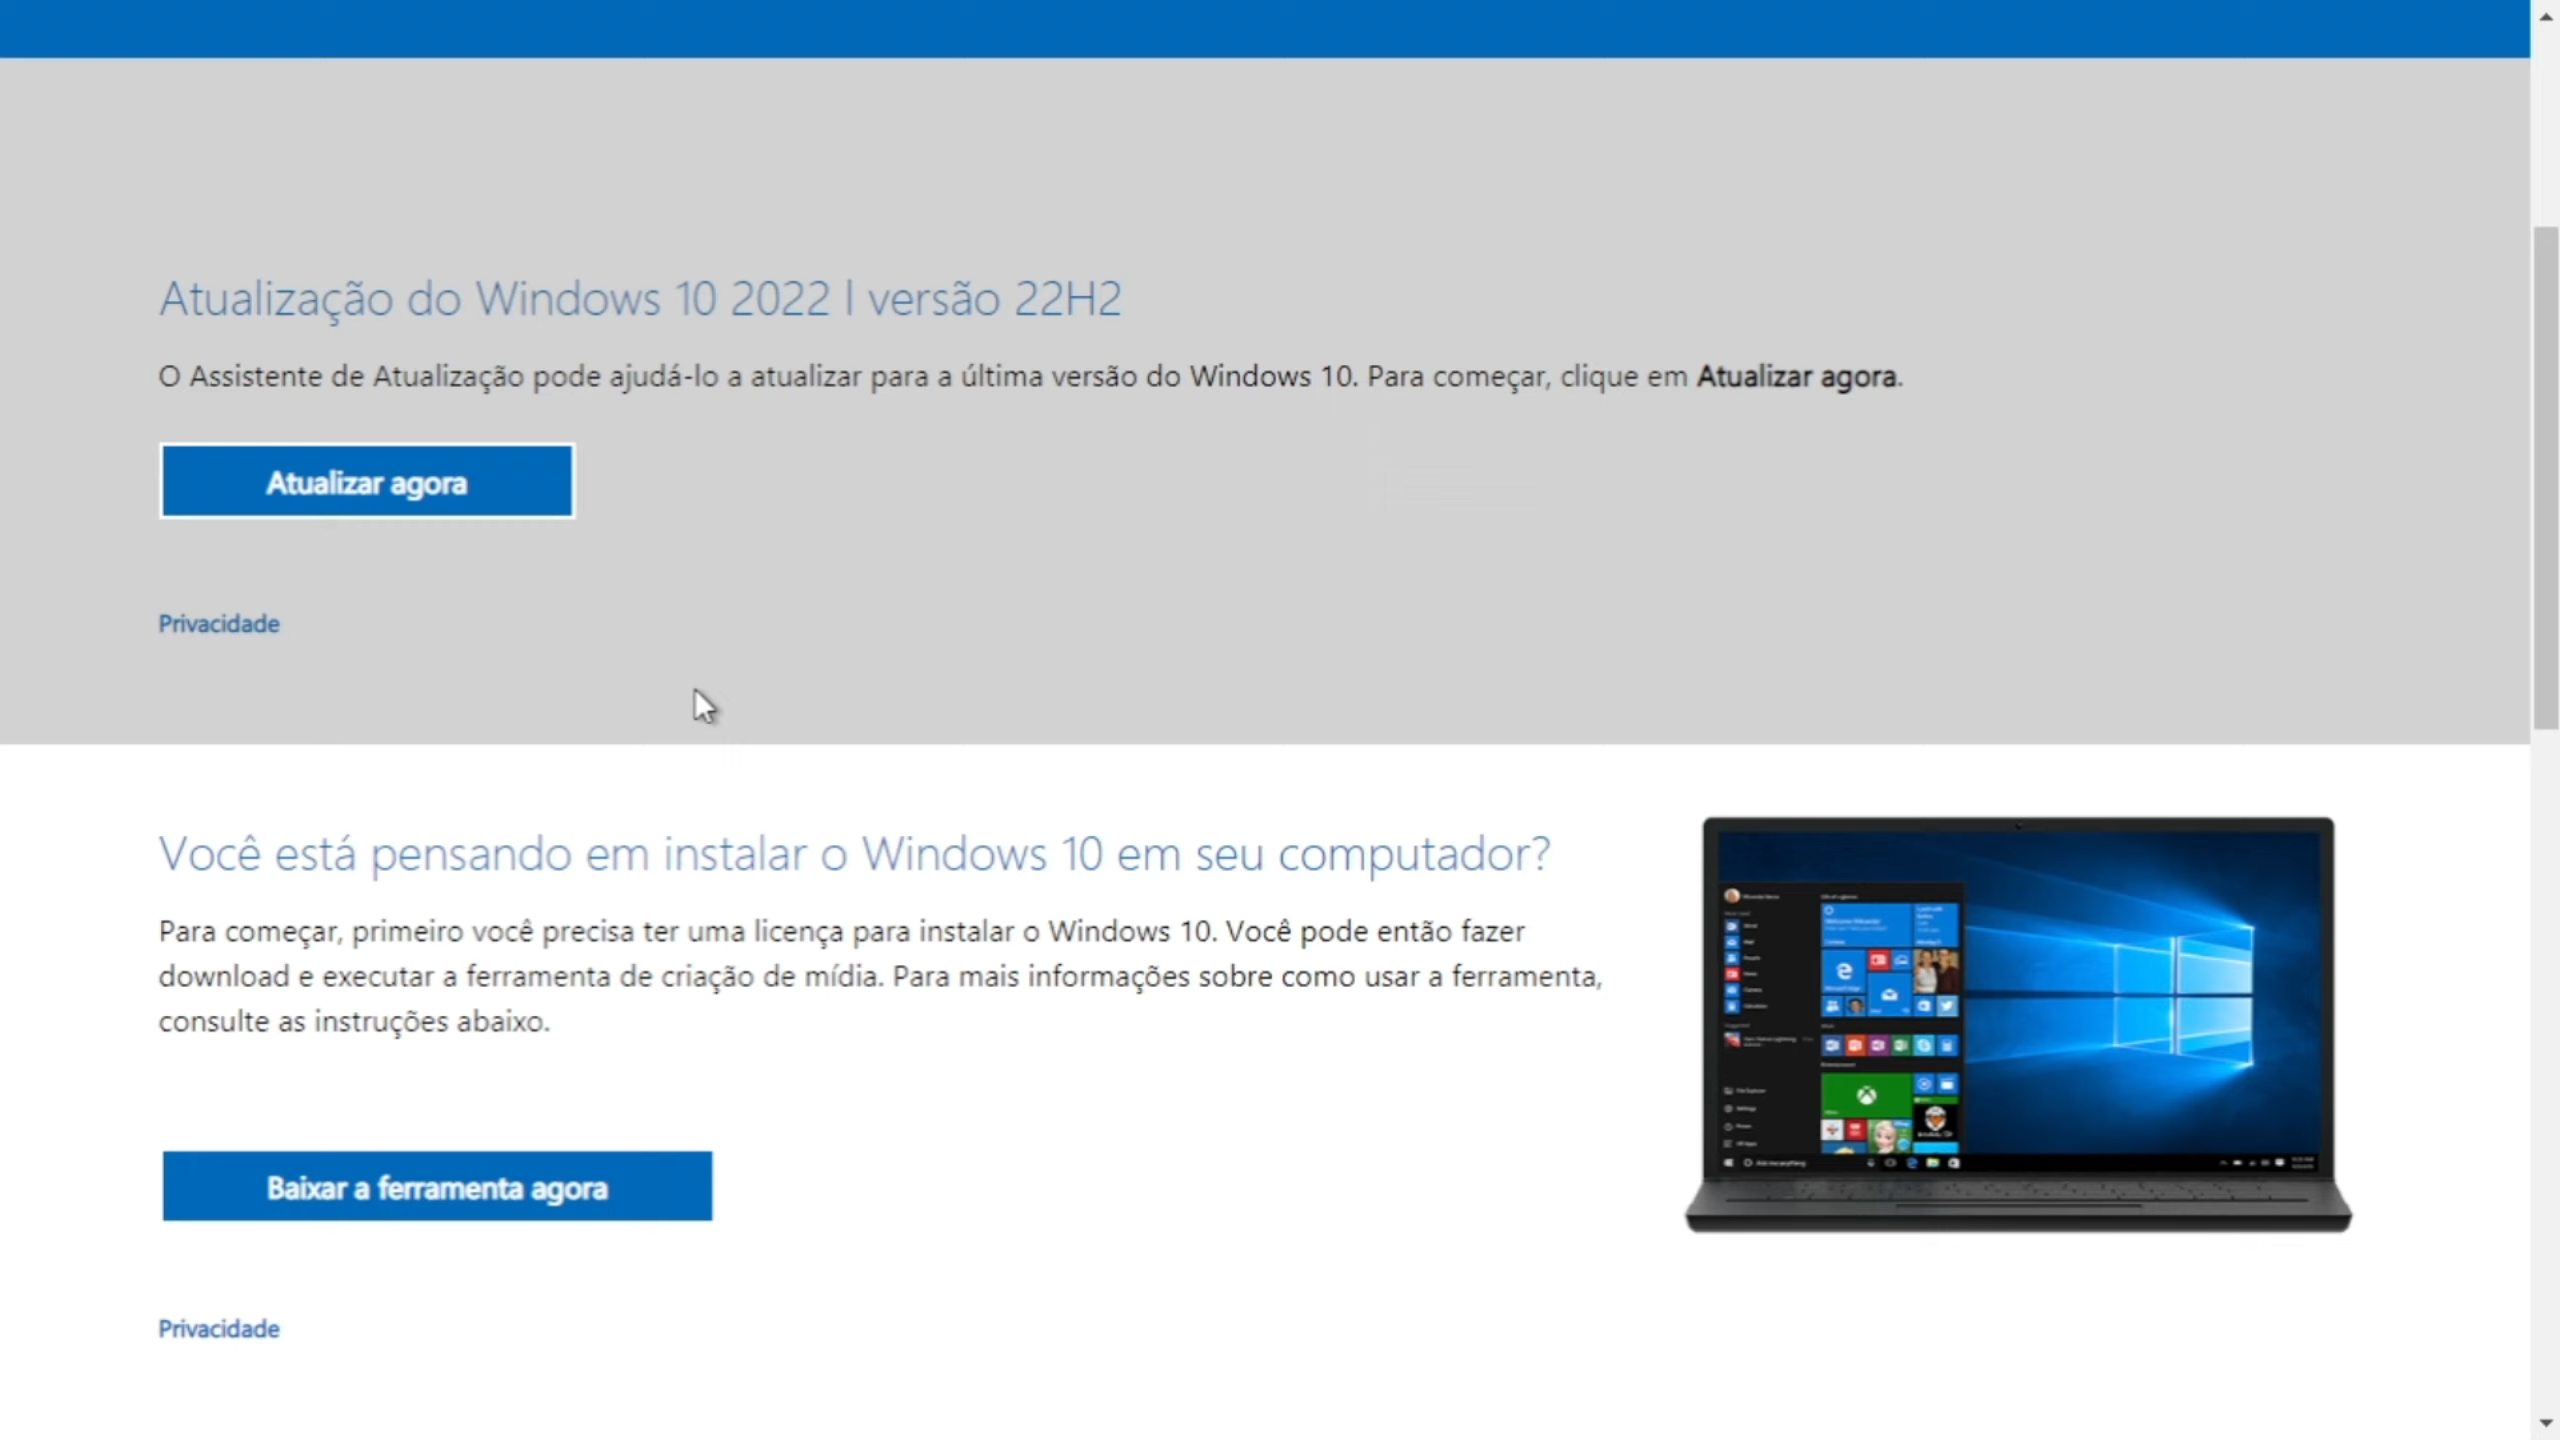 Atualização do Windows 10 2022 | versão 22H2
O Assistente de Atualização pode ajudá-lo a atualizar para a última versão do Windows 10. Para começar, clique em Atualizar agora.
Atualizar agora
Privacidade
Você está pensando em instalar o Windows 10 em seu computador?
Para começar, primeiro você precisa ter uma licença para instalar o Windows 10. Você pode então fazer
download e executar a ferramenta de criação de mídia. Para mais informações sobre como usar a ferramenta,
consulte as instruções abaixo.
Baixar a ferramenta agora
Privacidade